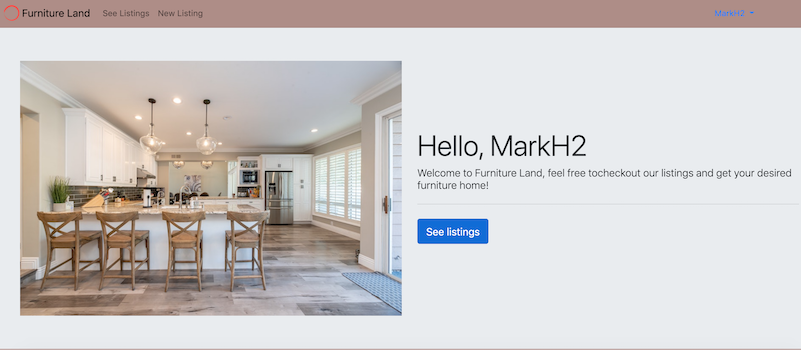 Furniture Land See Listings New Listing MarkH2
Hello, MarkH2
Welcome to Furniture Land, feel free tocheckout our listings and get your desired
furniture home!
See listings